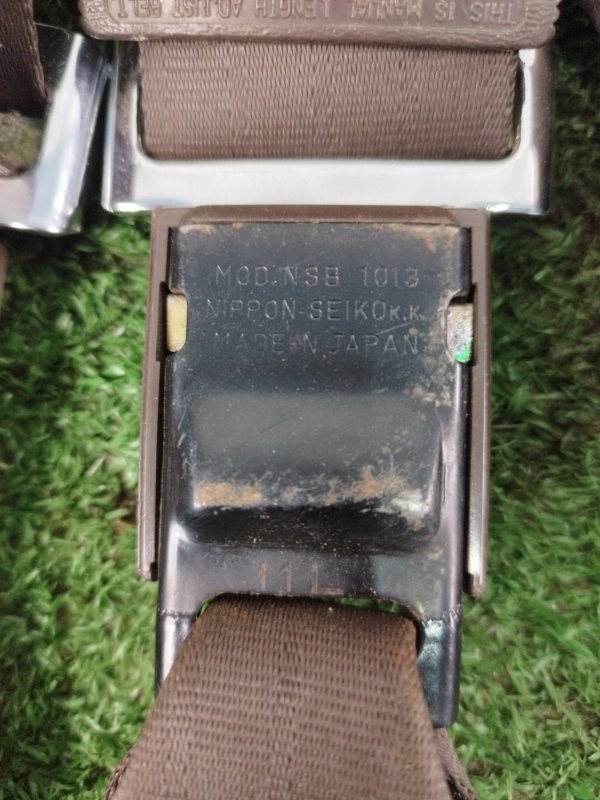 THIS IS MANUAL LENGTH ADJUST BELT
MOD.NSB 1013
NIPPON-SEIKO K.K.
MADE IN JAPAN
11L